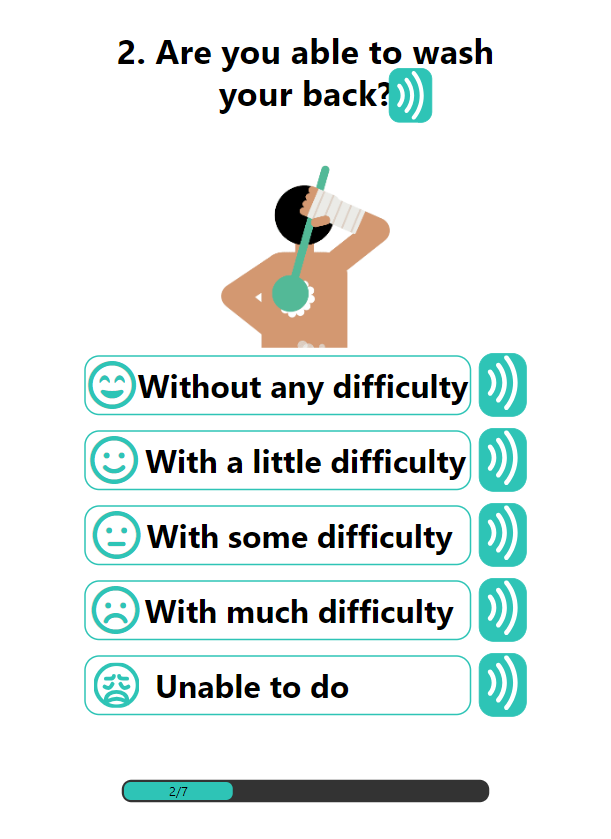 2. Are you able to wash
your back?
Without any difficulty
With a little difficulty
With some difficulty
With much difficulty
Unable to do
2/7